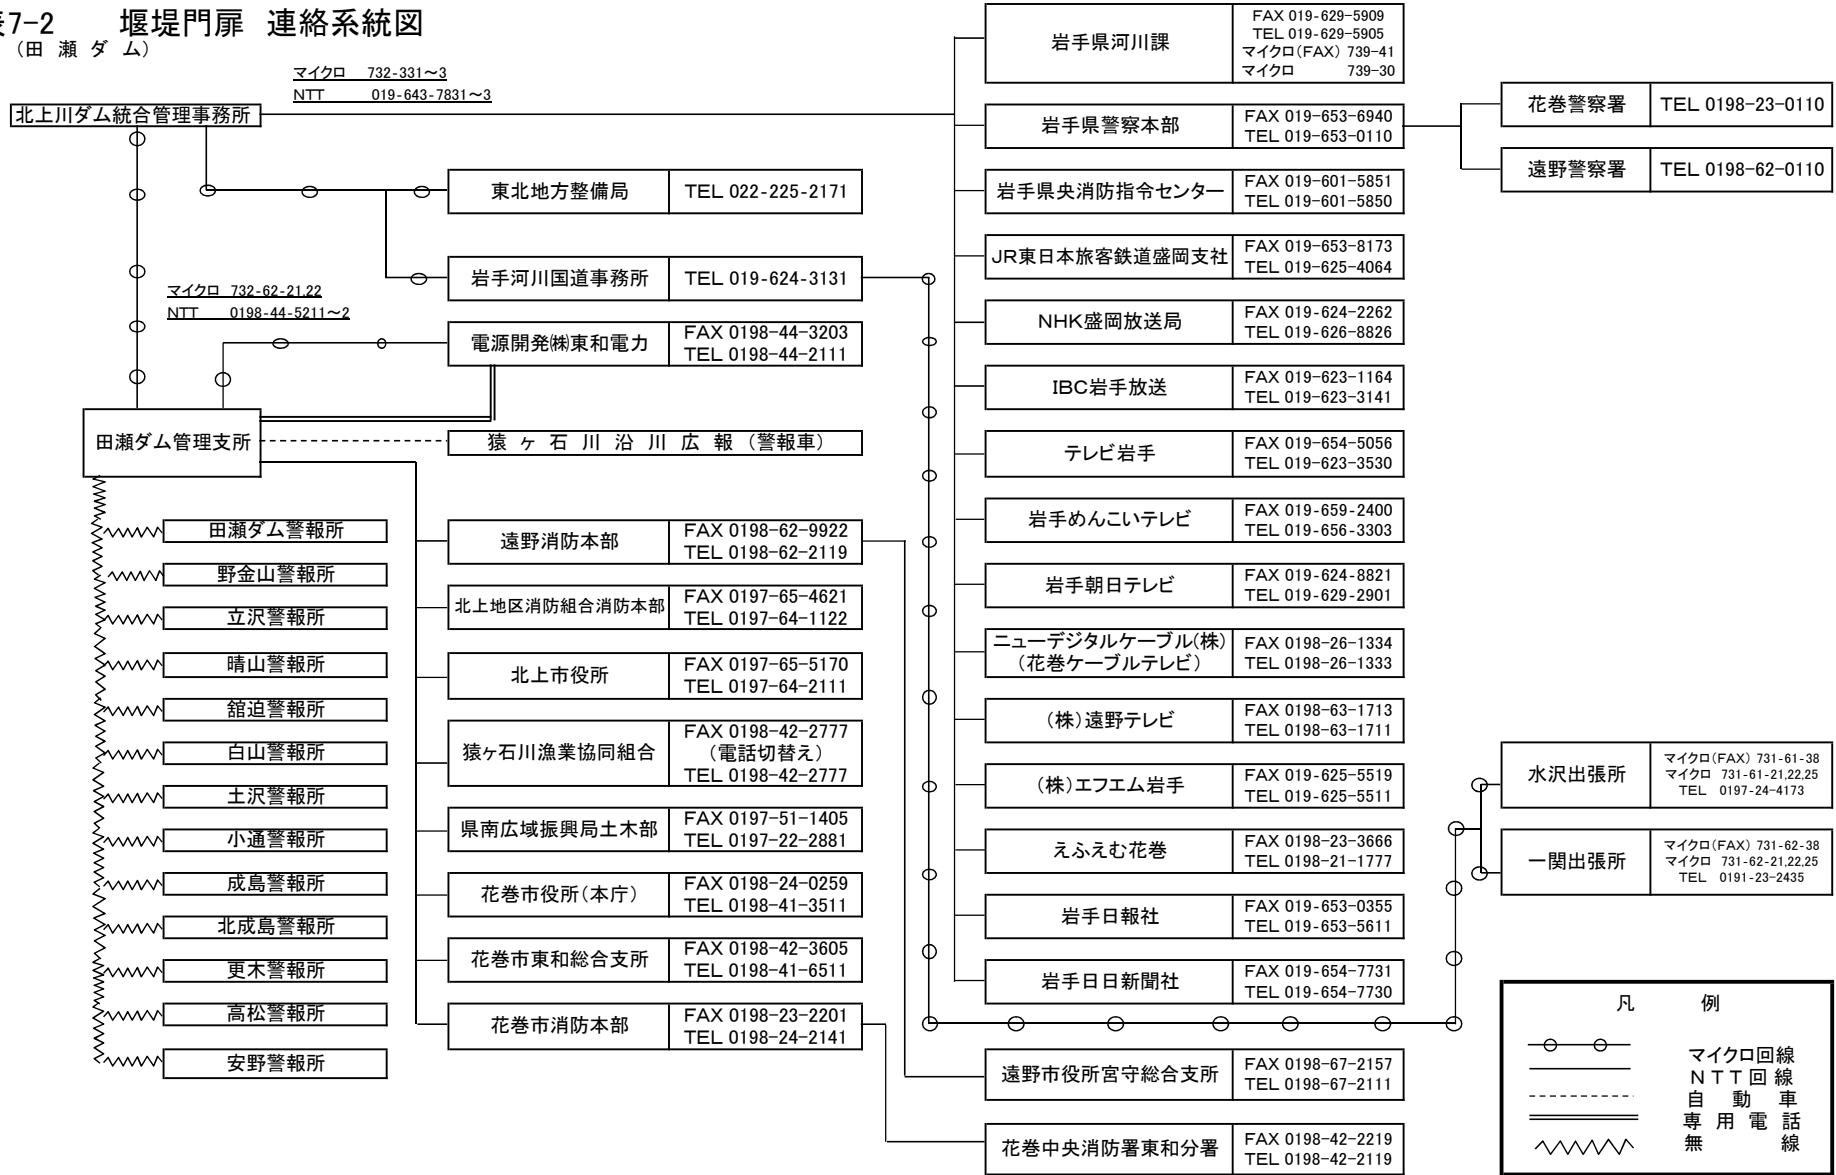 表7-2 堰堤門扉 連絡系統図
(田 瀬 ダ ム)
マイクロ 732-331～3
NTT 019-643-7831～3
北上川ダム統合管理事務所
東北地方整備局 TEL 022-225-2171
岩手河川国道事務所 TEL 019-624-3131
マイクロ 732-62-21,22
NTT 0198-44-5211～2
電源開発㈱東和電力 FAX 0198-44-3203
TEL 0198-44-2111
田瀬ダム管理支所
猿 ヶ 石 川 沿 川 広 報 (警報車)
田瀬ダム警報所
野金山警報所
立沢警報所
晴山警報所
舘迫警報所
白山警報所
土沢警報所
小通警報所
成島警報所
北成島警報所
更木警報所
高松警報所
安野警報所
遠野消防本部 FAX 0198-62-9922
TEL 0198-62-2119
北上地区消防組合消防本部 FAX 0197-65-4621
TEL 0197-64-1122
北上市役所 FAX 0197-65-5170
TEL 0197-64-2111
猿ヶ石川漁業協同組合 FAX 0198-42-2777
(電話切替え)
TEL 0198-42-2777
県南広域振興局土木部 FAX 0197-51-1405
TEL 0197-22-2881
花巻市役所(本庁) FAX 0198-24-0259
TEL 0198-41-3511
花巻市東和総合支所 FAX 0198-42-3605
TEL 0198-41-6511
花巻市消防本部 FAX 0198-23-2201
TEL 0198-24-2141
岩手県河川課 FAX 019-629-5909
TEL 019-629-5905
マイクロ(FAX) 739-41
マイクロ 739-30
岩手県警察本部 FAX 019-653-6940
TEL 019-653-0110
岩手県央消防指令センター FAX 019-601-5851
TEL 019-601-5850
JR東日本旅客鉄道盛岡支社 FAX 019-653-8173
TEL 019-625-4064
NHK盛岡放送局 FAX 019-624-2262
TEL 019-626-8826
IBC岩手放送 FAX 019-623-1164
TEL 019-623-3141
テレビ岩手 FAX 019-654-5056
TEL 019-623-3530
岩手めんこいテレビ FAX 019-659-2400
TEL 019-656-3303
岩手朝日テレビ FAX 019-624-8821
TEL 019-629-2901
ニューデジタルケーブル(株) FAX 0198-26-1334
(花巻ケーブルテレビ) TEL 0198-26-1333
(株)遠野テレビ FAX 0198-63-1713
TEL 0198-63-1711
(株)エフエム岩手 FAX 019-625-5519
TEL 019-625-5511
えふえむ花巻 FAX 0198-23-3666
TEL 0198-21-1777
岩手日報社 FAX 019-653-0355
TEL 019-653-5611
岩手日日新聞社 FAX 019-654-7731
TEL 019-654-7730
遠野市役所宮守総合支所 FAX 0198-67-2157
TEL 0198-67-2111
花巻中央消防署東和分署 FAX 0198-42-2219
TEL 0198-42-2119
花巻警察署 TEL 0198-23-0110
遠野警察署 TEL 0198-62-0110
水沢出張所 マイクロ(FAX) 731-61-38
マイクロ 731-61-21,22,25
TEL 0197-24-4173
一関出張所 マイクロ(FAX) 731-62-38
マイクロ 731-62-21,22,25
TEL 0191-23-2435
凡 例
マイクロ回線
NTT回線
自 動 車
専 用 電 話
無 線